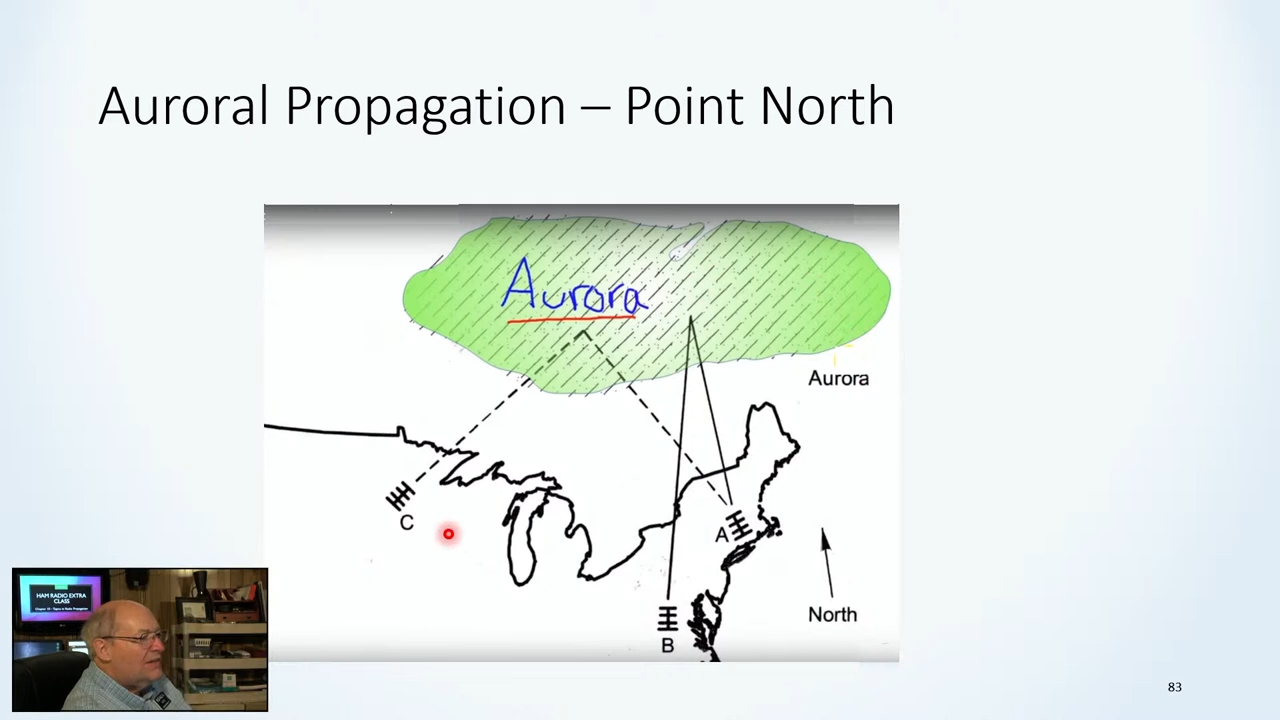 Auroral Propagation – Point North
Aurora
Aurora
C
A
North
B
HAM RADIO EXTRA
CLASS
83